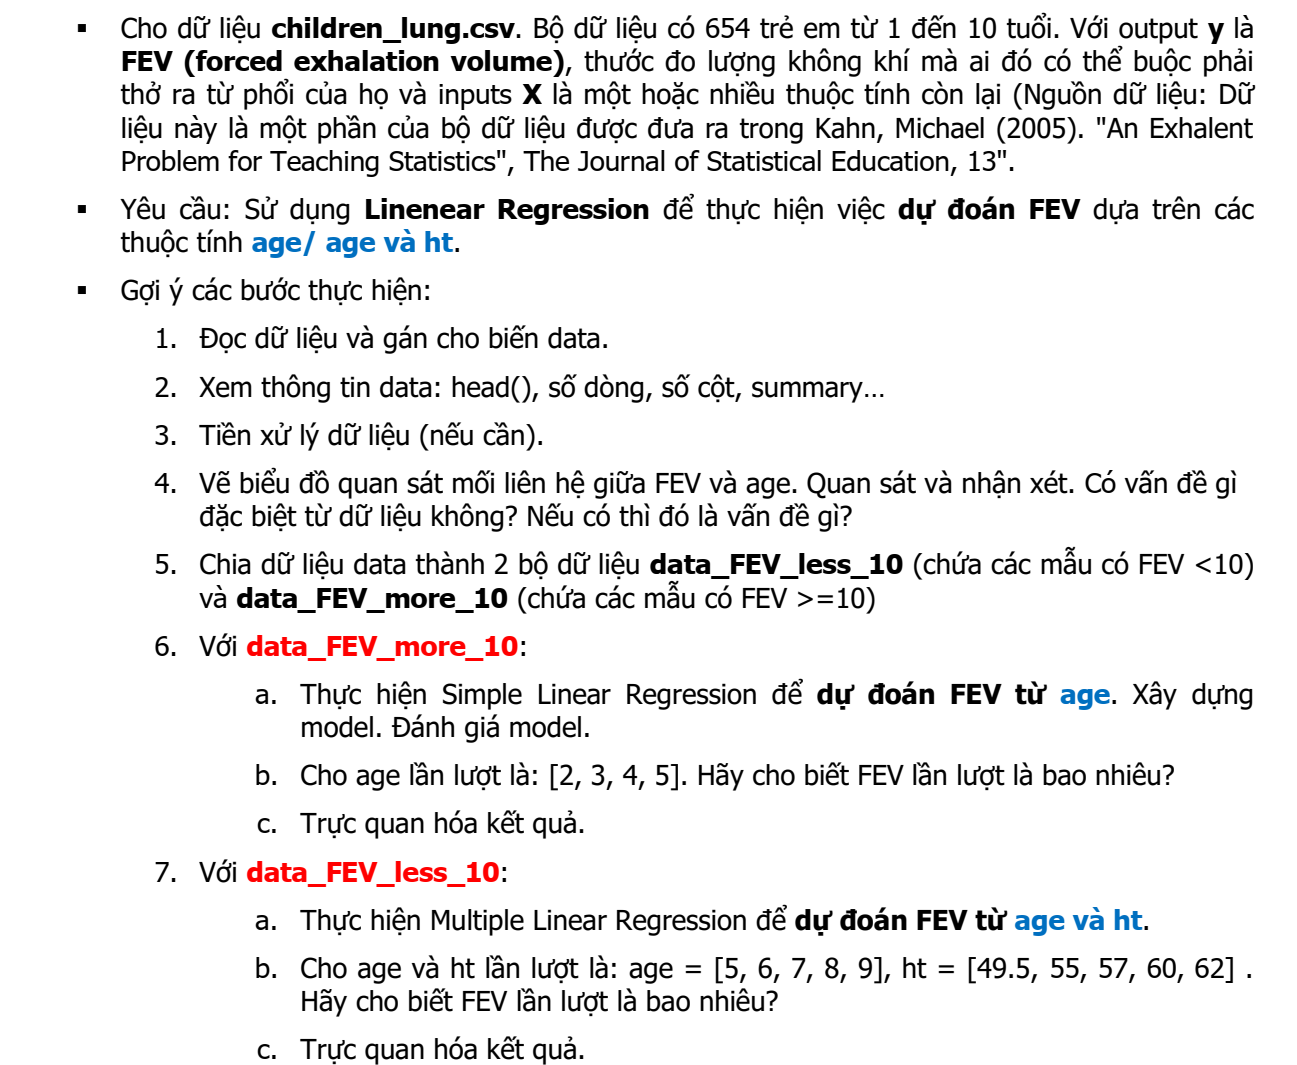 ▪ Cho dữ liệu children_lung.csv. Bộ dữ liệu có 654 trẻ em từ 1 đến 10 tuổi. Với output y là
FEV (forced exhalation volume), thước đo lượng không khí mà ai đó có thể buộc phải
thở ra từ phổi của họ và inputs X là một hoặc nhiều thuộc tính còn lại (Nguồn dữ liệu: Dữ
liệu này là một phần của bộ dữ liệu được đưa ra trong Kahn, Michael (2005). "An Exhalent
Problem for Teaching Statistics", The Journal of Statistical Education, 13".
▪ Yêu cầu: Sử dụng Linenear Regression để thực hiện việc dự đoán FEV dựa trên các
thuộc tính age/ age và ht.
▪ Gợi ý các bước thực hiện:
1. Đọc dữ liệu và gán cho biến data.
2. Xem thông tin data: head(), số dòng, số cột, summary…
3. Tiền xử lý dữ liệu (nếu cần).
4. Vẽ biểu đồ quan sát mối liên hệ giữa FEV và age. Quan sát và nhận xét. Có vấn đề gì
đặc biệt từ dữ liệu không? Nếu có thì đó là vấn đề gì?
5. Chia dữ liệu data thành 2 bộ dữ liệu data_FEV_less_10 (chứa các mẫu có FEV <10)
và data_FEV_more_10 (chứa các mẫu có FEV >=10)
6. Với data_FEV_more_10:
a. Thực hiện Simple Linear Regression để dự đoán FEV từ age. Xây dựng
model. Đánh giá model.
b. Cho age lần lượt là: [2, 3, 4, 5]. Hãy cho biết FEV lần lượt là bao nhiêu?
c. Trực quan hóa kết quả.
7. Với data_FEV_less_10:
a. Thực hiện Multiple Linear Regression để dự đoán FEV từ age và ht.
b. Cho age và ht lần lượt là: age = [5, 6, 7, 8, 9], ht = [49.5, 55, 57, 60, 62] .
Hãy cho biết FEV lần lượt là bao nhiêu?
c. Trực quan hóa kết quả.